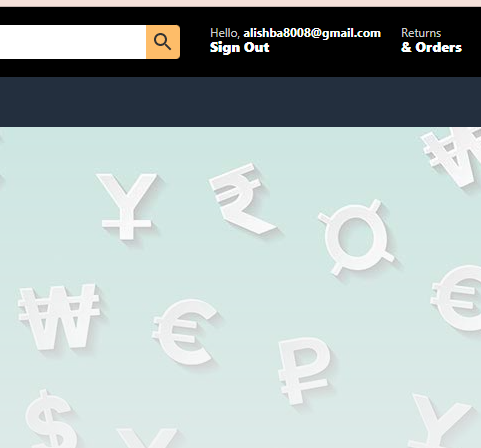 Hello, alishba8008@gmail.com
Sign Out
Returns
& Orders
¥
₹
¤
₩
₩
€
€
₽
$
¥
¥